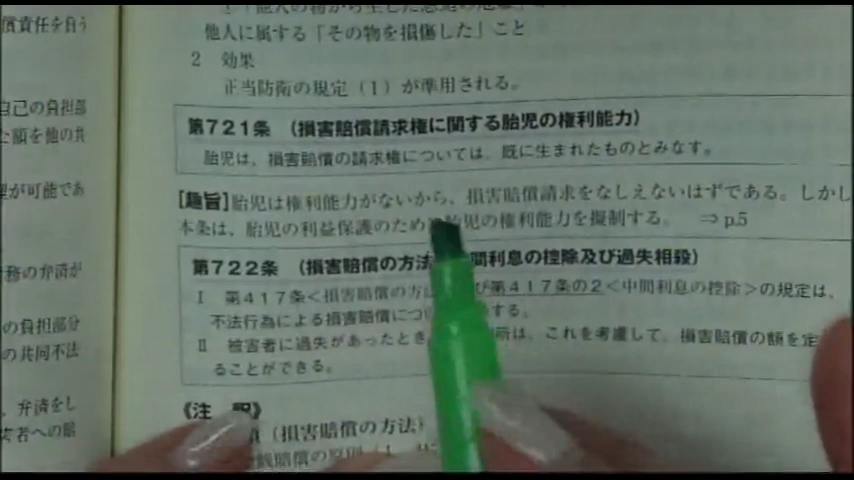 償責任を自う
自己の負担部
た額を他の共
が可能であ
務の弁済が
の負担部分
の共同不法
、弁済をし
害者への賠
他人に属する「その物を損傷した」こと
2 効果
正当防衛の規定（1）が準用される。
第721条 （損害賠償請求権に関する胎児の権利能力）
胎児は、損害賠償の請求権については、既に生まれたものとみなす。
[趣旨]胎児は権利能力がないから、損害賠償請求をなしえないはずである。しかし
本条は、胎児の利益保護のため 胎児の権利能力を擬制する。 ⇒p.5
第722条 （損害賠償の方法 間利息の控除及び過失相殺）
Ⅰ 第417条<損害賠償の方 び第417条の2<中間利息の控除>の規定は、
不法行為による損害賠償につ する。
Ⅱ 被害者に過失があったとき 所は、これを考慮して、損害賠償の額を定
ることができる。
《注 釈》
（損害賠償の方法）
賠償の原則